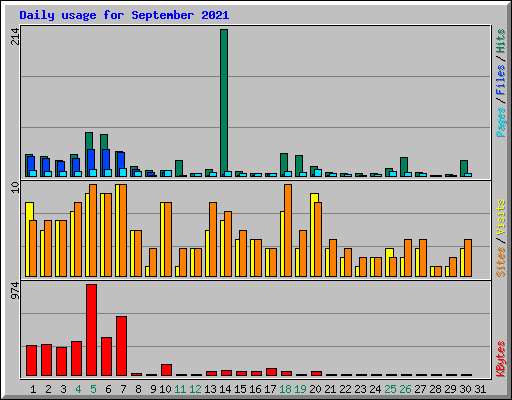 Daily usage for September 2021
214
Pages / Files / Hits
10
Sites / Visits
974
KBytes
1 2 3 4 5 6 7 8 9 10 11 12 13 14 15 16 17 18 19 20 21 22 23 24 25 26 27 28 29 30 31